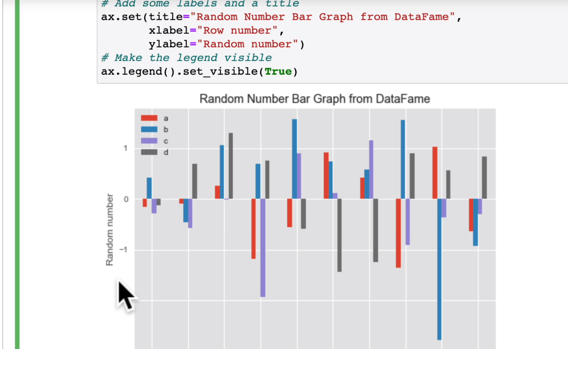 # Add some labels and a title
ax.set(title="Random Number Bar Graph from DataFame",
xlabel="Row number",
ylabel="Random number")
# Make the legend visible
ax.legend().set_visible(True)
Random Number Bar Graph from DataFame
a
b
c
d
1
0
−1
Random number